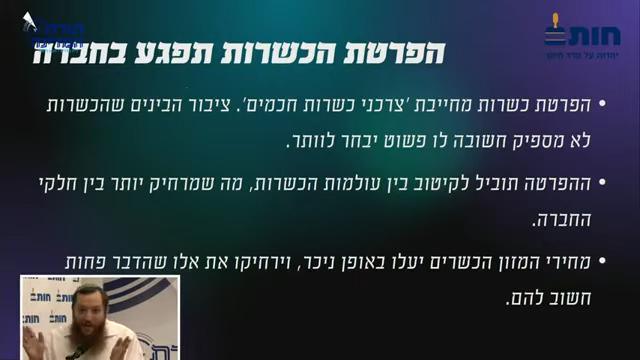 הפרטת הכשרות תפגע בחברה
חותם
יהדות על סדר היום
• הפרטת כשרות מחייבת 'צרכני כשרות חכמים'. ציבור הבינים שהכשרות
לא מספיק חשובה לו פשוט יבחר לוותר.
• ההפרטה תוביל לקיטוב בין עולמות הכשרות, מה שמרחיק יותר בין חלקי
החברה.
• מחירי המזון הכשרים יעלו באופן ניכר, וירחיקו את אלו שהדבר פחות
חשוב להם.
חותם
חותם